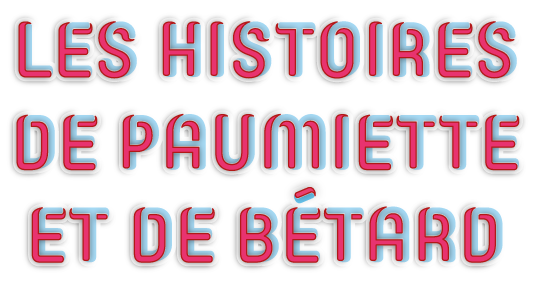 LES HISTOIRES
DE PAUMIETTE
ET DE BÉTARD